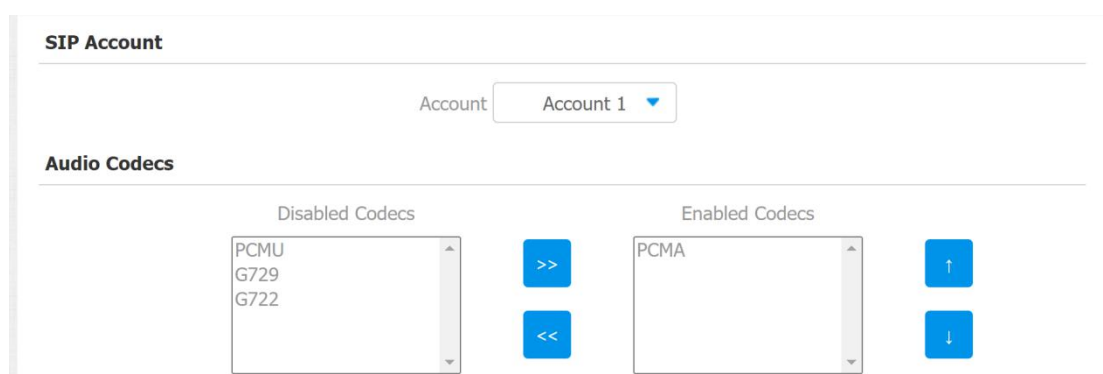 SIP Account
Account Account 1
Audio Codecs
Disabled Codecs Enabled Codecs
PCMU >> PCMA ↑
G729
G722
<< ↓